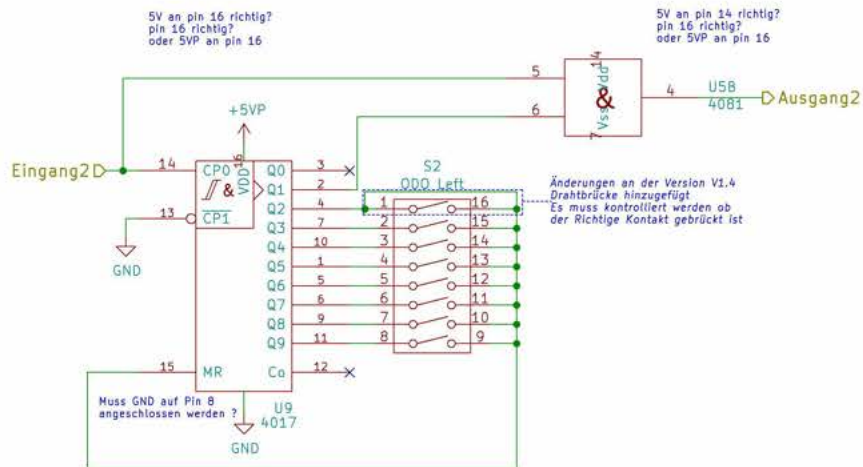 5V an pin 16 richtig?
pin 16 richtig?
oder 5VP an pin 16
5V an pin 14 richtig?
pin 16 richtig?
oder 5VP an pin 16
+5VP
Eingang2
14
CP0
& 
VDD
16
13
CP1
GND
Q0
3
Q1
2
Q2
4
Q3
7
Q4
10
Q5
1
Q6
5
Q7
6
Q8
9
Q9
11
Co
12
15
MR
U9
4017
GND
Muss GND auf Pin 8
angeschlossen werden ?
S2
ODO_Left
1
16
2
15
3
14
4
13
5
12
6
11
7
10
8
9
Änderungen an der Version V1.4
Drahtbrücke hinzugefügt
Es muss kontrolliert werden ob
der Richtige Kontakt gebrückt ist
5
6
14
Vdd
&
Vss
7
4
U5B
4081
Ausgang2